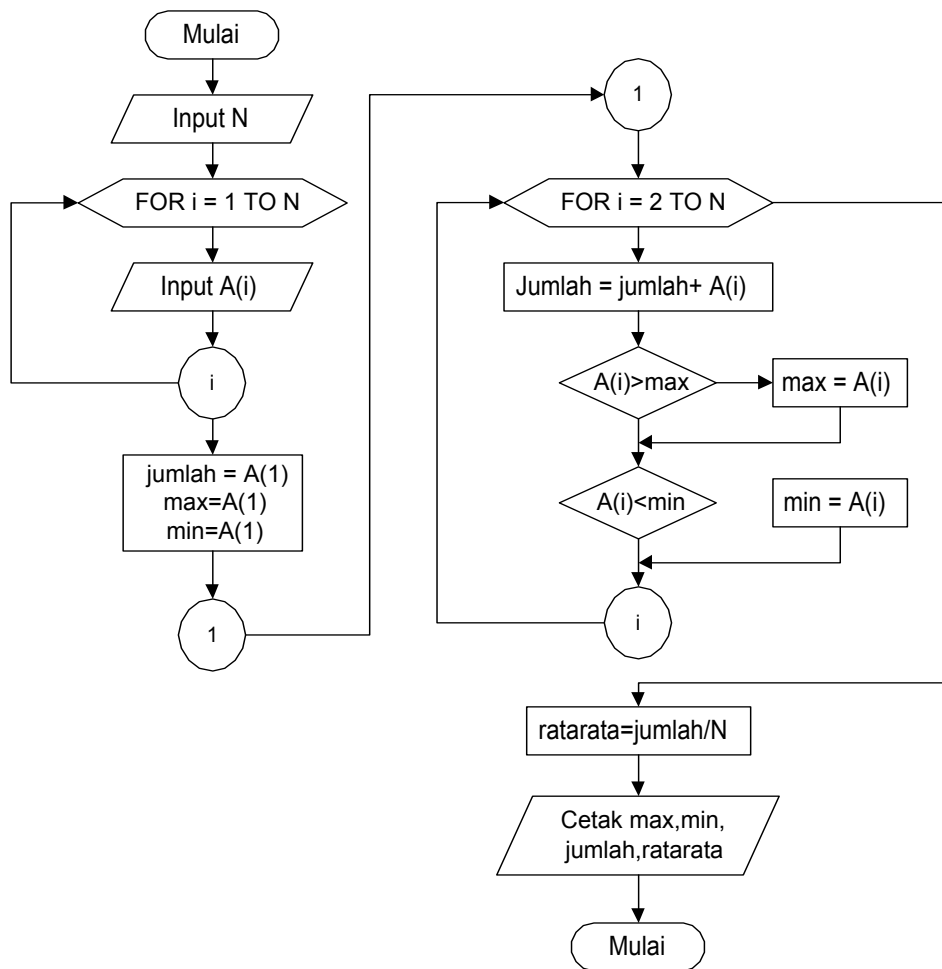 Mulai
Input N
FOR i = 1 TO N
Input A(i)
i
jumlah = A(1)
max=A(1)
min=A(1)
1
1
FOR i = 2 TO N
Jumlah = jumlah+ A(i)
A(i)>max
max = A(i)
A(i)<min
min = A(i)
i
ratarata=jumlah/N
Cetak max,min,
jumlah,ratarata
Mulai